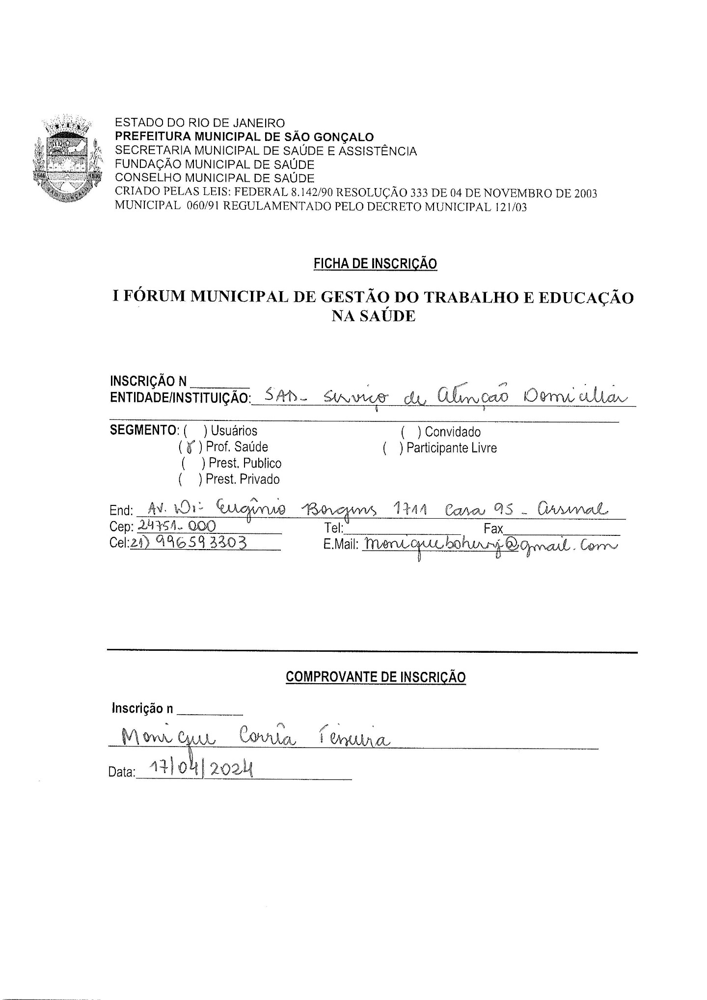 ESTADO DO RIO DE JANEIRO
PREFEITURA MUNICIPAL DE SÃO GONÇALO
SECRETARIA MUNICIPAL DE SAÚDE E ASSISTÊNCIA
FUNDAÇÃO MUNICIPAL DE SAÚDE
CONSELHO MUNICIPAL DE SAÚDE
CRIADO PELAS LEIS: FEDERAL 8.142/90 RESOLUÇÃO 333 DE 04 DE NOVEMBRO DE 2003
MUNICIPAL 060/91 REGULAMENTADO PELO DECRETO MUNICIPAL 121/03
FICHA DE INSCRIÇÃO
I FÓRUM MUNICIPAL DE GESTÃO DO TRABALHO E EDUCAÇÃO
NA SAÚDE
INSCRIÇÃO N ________
ENTIDADE/INSTITUIÇÃO: SAD- Serviço de Atenção Domiciliar
SEGMENTO: ( ) Usuários ( ) Convidado
(X) Prof. Saúde ( ) Participante Livre
( ) Prest. Publico
( ) Prest. Privado
End: Av. Dr: Eugênio Borges 1711 Casa 95 - Arsenal
Cep: 24751-000 Tel: Fax
Cel:21) 996593303 E.Mail: @gmail.com
COMPROVANTE DE INSCRIÇÃO
Inscrição n ________
Monique Corrêa Teixeira
Data: 17/04/2024